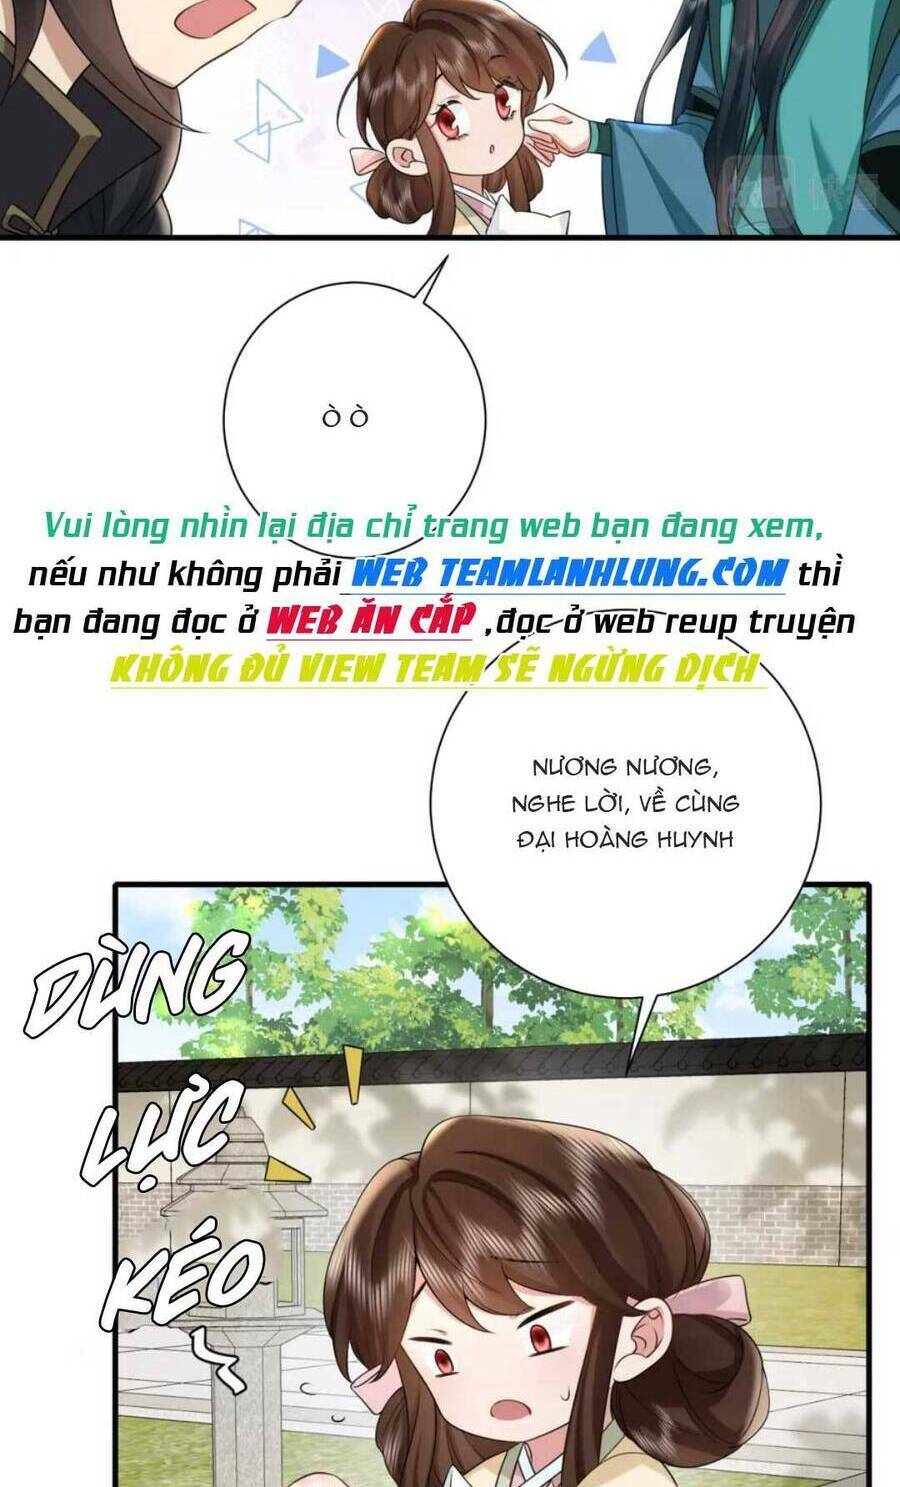 Ò Ò
Vui lòng nhìn lại địa chỉ trang web bạn đang xem,
nếu như không phải WEB TEAMLANHLUNG.COM thì
bạn đang đọc ở WEB ĂN CẮP ,đọc ở web reup truyện
KHÔNG ĐỦ VIEW TEAM SẼ NGỪNG DỊCH
NƯƠNG NƯƠNG,
NGHE LỜI, VỀ CÙNG
ĐẠI HOÀNG HUYNH
DÙNG
LỰC
KÉO